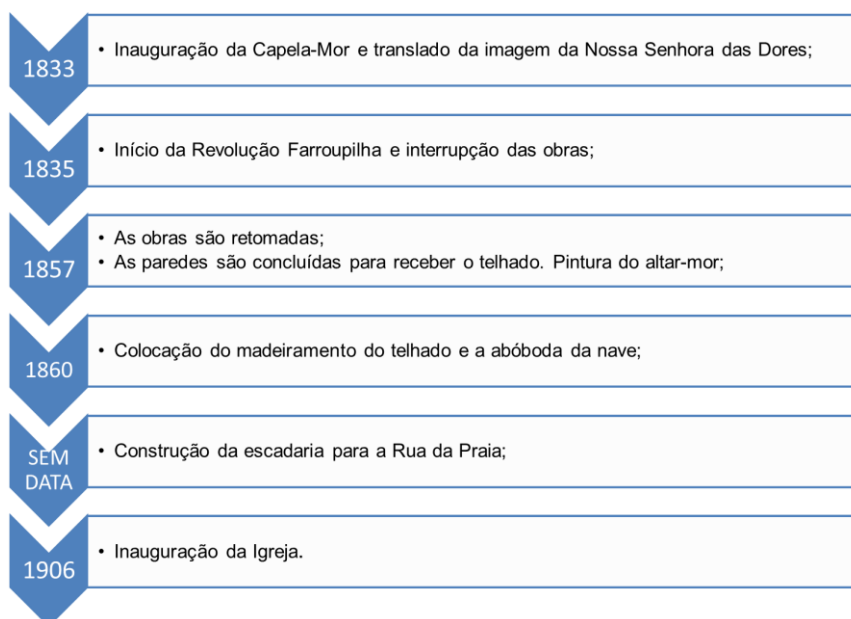 1833
• Inauguração da Capela-Mor e translado da imagem da Nossa Senhora das Dores;
1835
• Início da Revolução Farroupilha e interrupção das obras;
1857
• As obras são retomadas;
• As paredes são concluídas para receber o telhado. Pintura do altar-mor;
1860
• Colocação do madeiramento do telhado e a abóboda da nave;
SEM
DATA
• Construção da escadaria para a Rua da Praia;
1906
• Inauguração da Igreja.